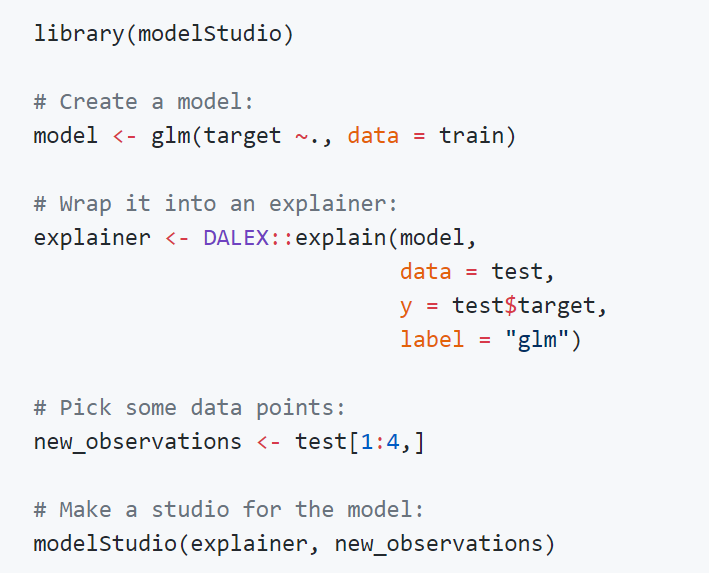 library(modelStudio)
# Create a model:
model <- glm(target ~., data = train)
# Wrap it into an explainer:
explainer <- DALEX::explain(model,
data = test,
y = test$target,
label = "glm")
# Pick some data points:
new_observations <- test[1:4,]
# Make a studio for the model:
modelStudio(explainer, new_observations)